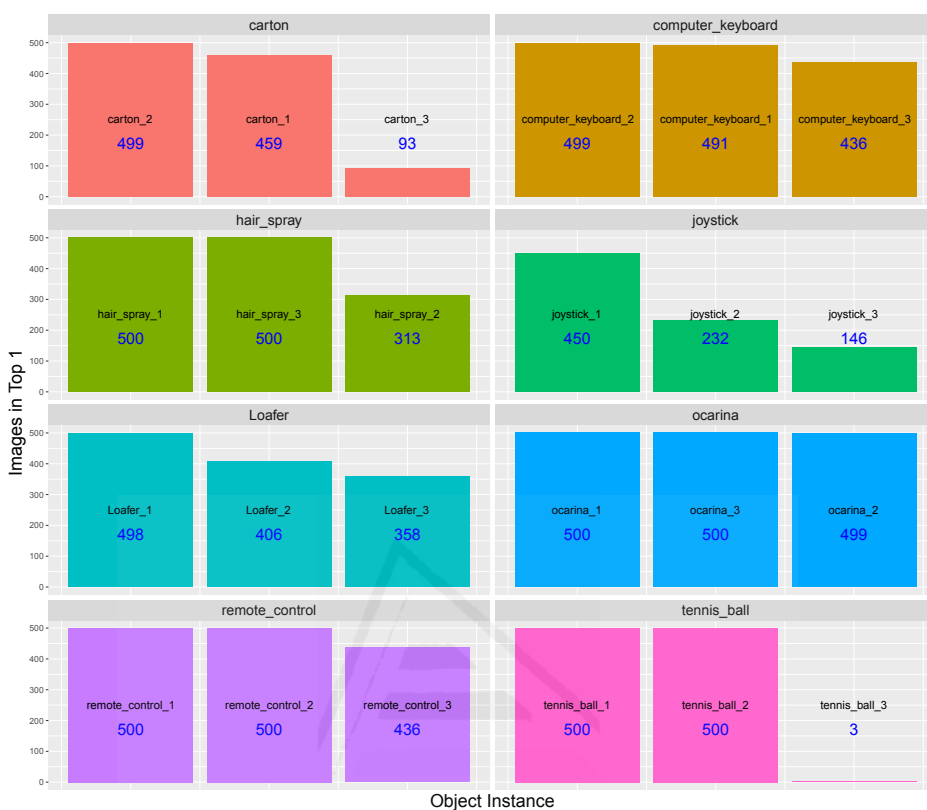 carton
computer_keyboard
500
400
300
200
100
0
carton_2
499
carton_1
459
carton_3
93
computer_keyboard_2
499
computer_keyboard_1
491
computer_keyboard_3
436
hair_spray
joystick
500
400
300
200
100
0
hair_spray_1
500
hair_spray_3
500
hair_spray_2
313
joystick_1
450
joystick_2
232
joystick_3
146
Images in Top 1
Loafer
ocarina
500
400
300
200
100
0
Loafer_1
498
Loafer_2
406
Loafer_3
358
ocarina_1
500
ocarina_3
500
ocarina_2
499
remote_control
tennis_ball
500
400
300
200
100
0
remote_control_1
500
remote_control_2
500
remote_control_3
436
tennis_ball_1
500
tennis_ball_2
500
tennis_ball_3
3
Object Instance